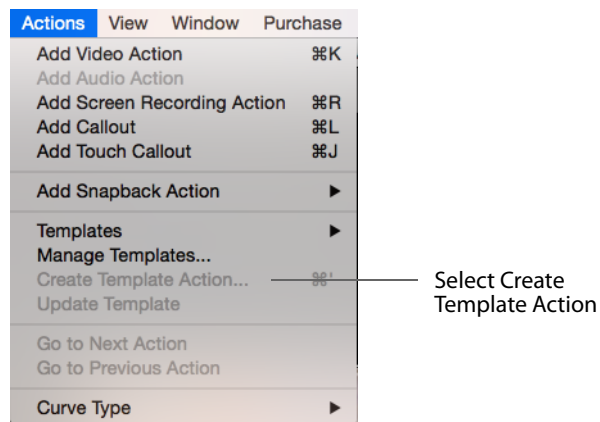 Actions View Window Purchase
Add Video Action ⌘K
Add Audio Action
Add Screen Recording Action ⌘R
Add Callout ⌘L
Add Touch Callout ⌘J
Add Snapback Action ▶
Templates ▶
Manage Templates...
Create Template Action... ⌘'
Update Template
Go to Next Action
Go to Previous Action
Curve Type ▶
Select Create
Template Action